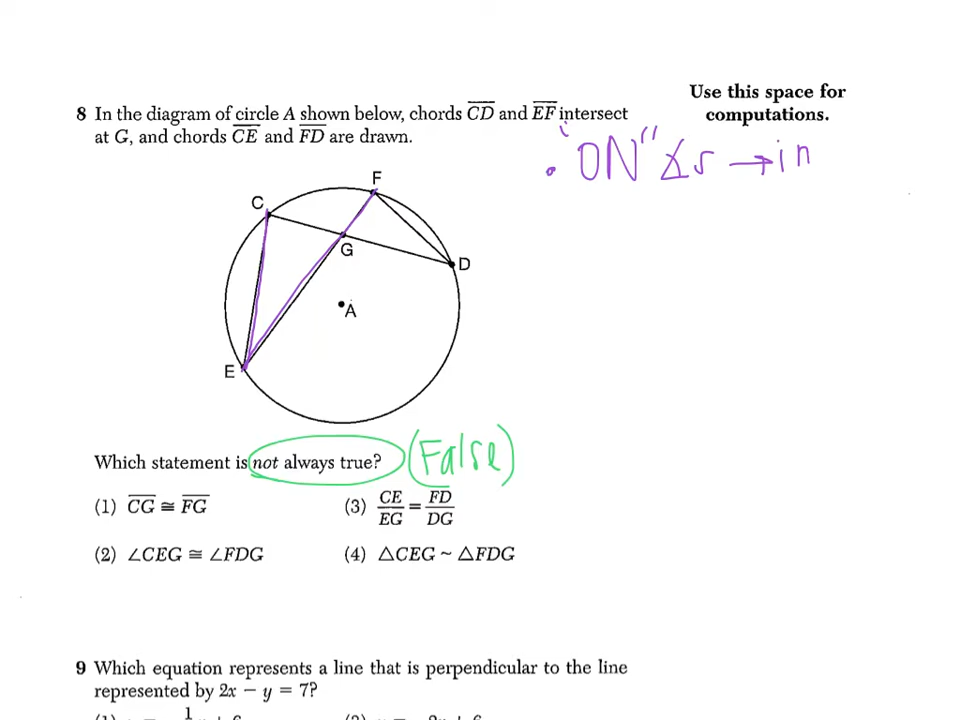 Use this space for
computations.
8 In the diagram of circle A shown below, chords CD and EF intersect
at G, and chords CE and FD are drawn.
"ON" ∡s → in
F
C
G
D
A
E
Which statement is not always true? (False)
(1) CG ≅ FG
(3) CE/EG = FD/DG
(2) ∠CEG ≅ ∠FDG
(4) △CEG ~ △FDG
9 Which equation represents a line that is perpendicular to the line
represented by 2x − y = 7?